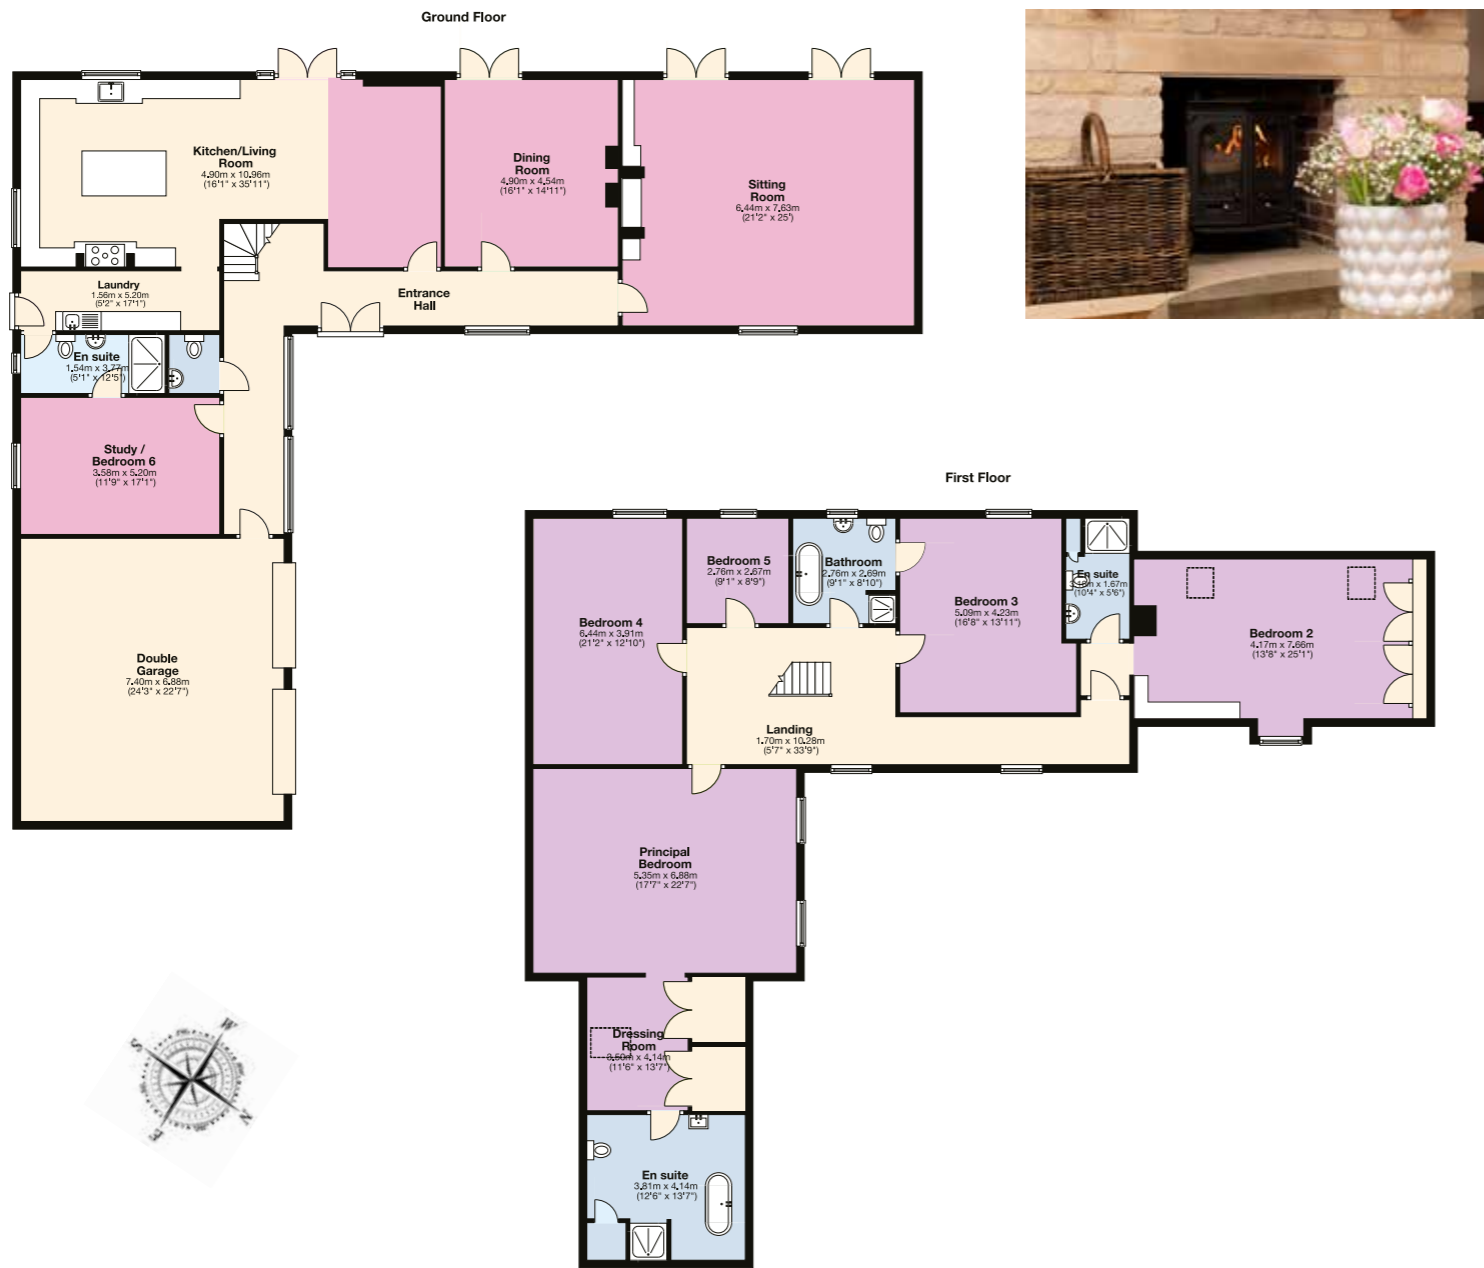 Ground Floor
Kitchen/Living
Room
4.90m x 10.96m
(16'1" x 35'11")
Dining
Room
4.90m x 4.54m
(16'1" x 14'11")
Sitting
Room
6.44m x 7.63m
(21'2" x 25')
Laundry
1.56m x 5.20m
(5'2" x 17'1")
Entrance
Hall
En suite
1.54m x 3.77m
(5'1" x 12'5")
Study /
Bedroom 6
3.58m x 5.20m
(11'9" x 17'1")
Double
Garage
7.40m x 6.88m
(24'3" x 22'7")
First Floor
Bedroom 4
6.44m x 3.91m
(21'2" x 12'10")
Bedroom 5
2.76m x 2.67m
(9'1" x 8'9")
Bathroom
2.76m x 2.69m
(9'1" x 8'10")
Bedroom 3
5.09m x 4.23m
(16'8" x 13'11")
En suite
x 1.67m
(10'4" x 5'6")
Bedroom 2
4.17m x 7.66m
(13'8" x 25'1")
Landing
1.70m x 10.28m
(5'7" x 33'9")
Principal
Bedroom
5.35m x 6.88m
(17'7" x 22'7")
Dressing
Room
3.50m x 4.14m
(11'6" x 13'7")
En suite
3.81m x 4.14m
(12'6" x 13'7")
W
S
N
E